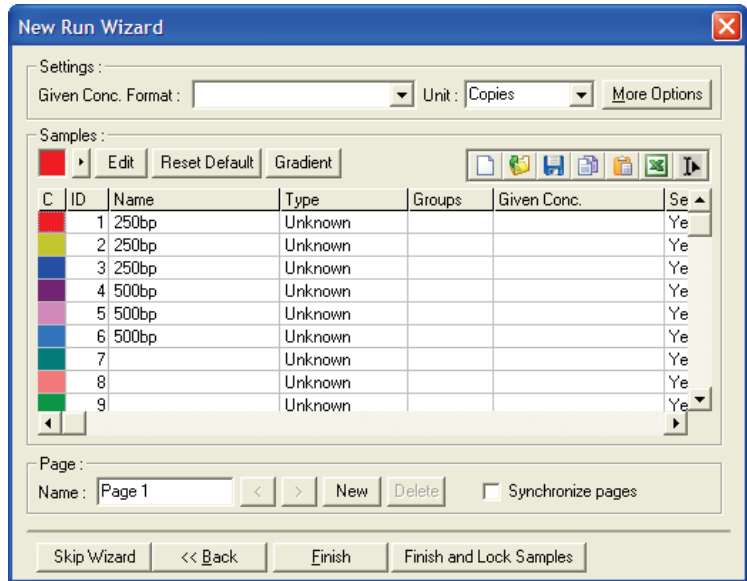 New Run Wizard
Settings :
Given Conc. Format : Unit : Copies More Options
Samples :
Edit Reset Default Gradient
C ID Name Type Groups Given Conc. Se
1 250bp Unknown Ye
2 250bp Unknown Ye
3 250bp Unknown Ye
4 500bp Unknown Ye
5 500bp Unknown Ye
6 500bp Unknown Ye
7 Unknown Ye
8 Unknown Ye
9 Unknown Ye
Page :
Name : Page 1 < > New Delete Synchronize pages
Skip Wizard << Back Finish Finish and Lock Samples